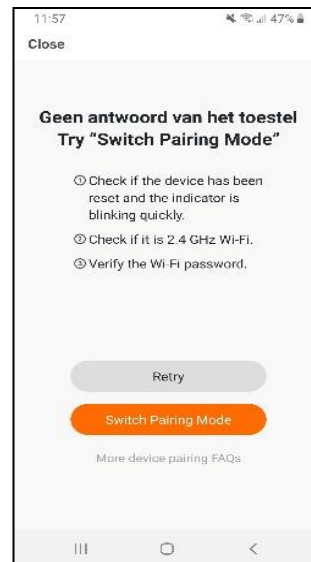 11:57 47%
Close
Geen antwoord van het toestel
Try “Switch Pairing Mode”
① Check if the device has been
reset and the indicator is
blinking quickly.
② Check if it is 2.4 GHz Wi-Fi.
③ Verify the Wi-Fi password.
Retry
Switch Pairing Mode
More device pairing FAQs